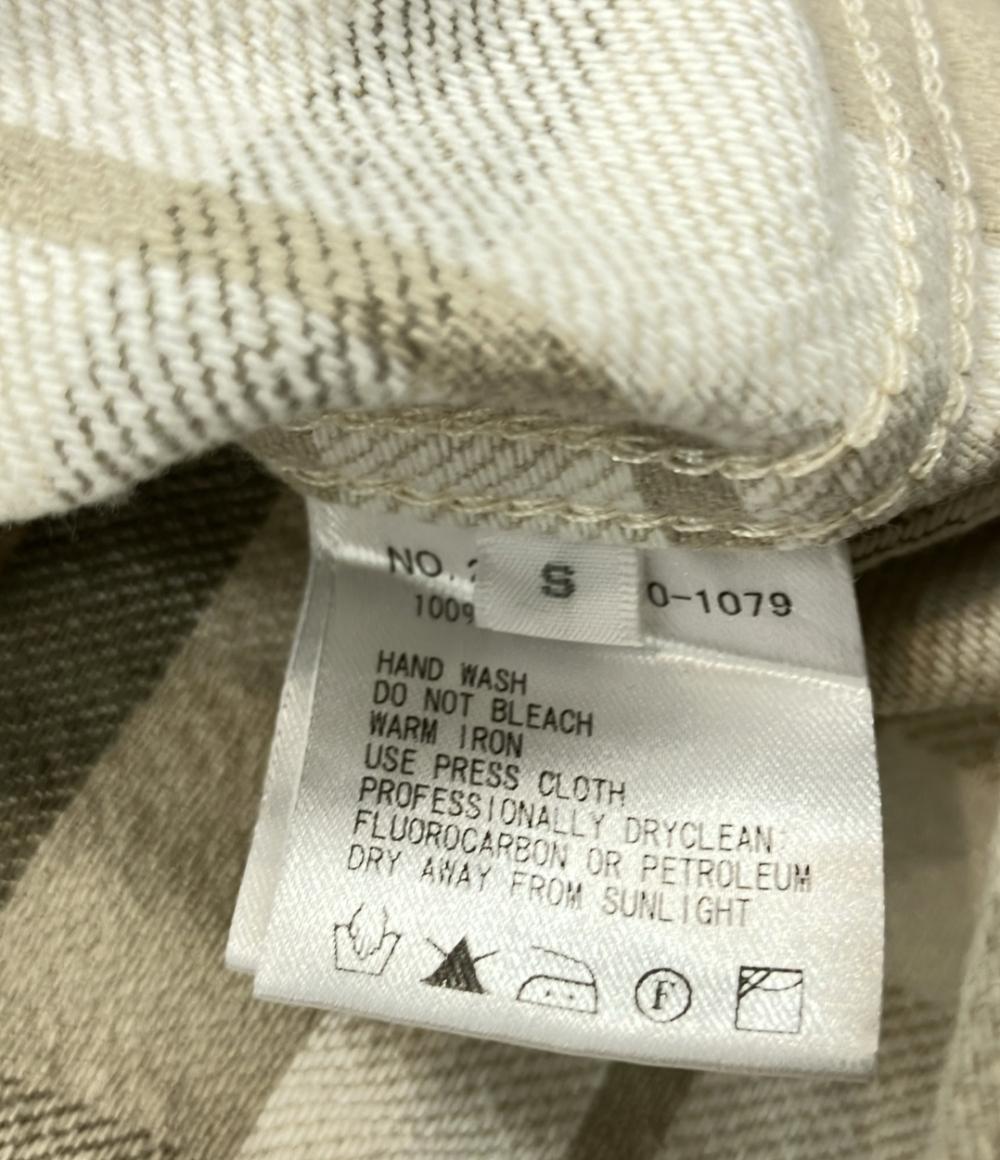 NO.
S
0-1079
100%
HAND WASH
DO NOT BLEACH
WARM IRON
USE PRESS CLOTH
PROFESSIONALLY DRYCLEAN
FLUOROCARBON OR PETROLEUM
DRY AWAY FROM SUNLIGHT
F